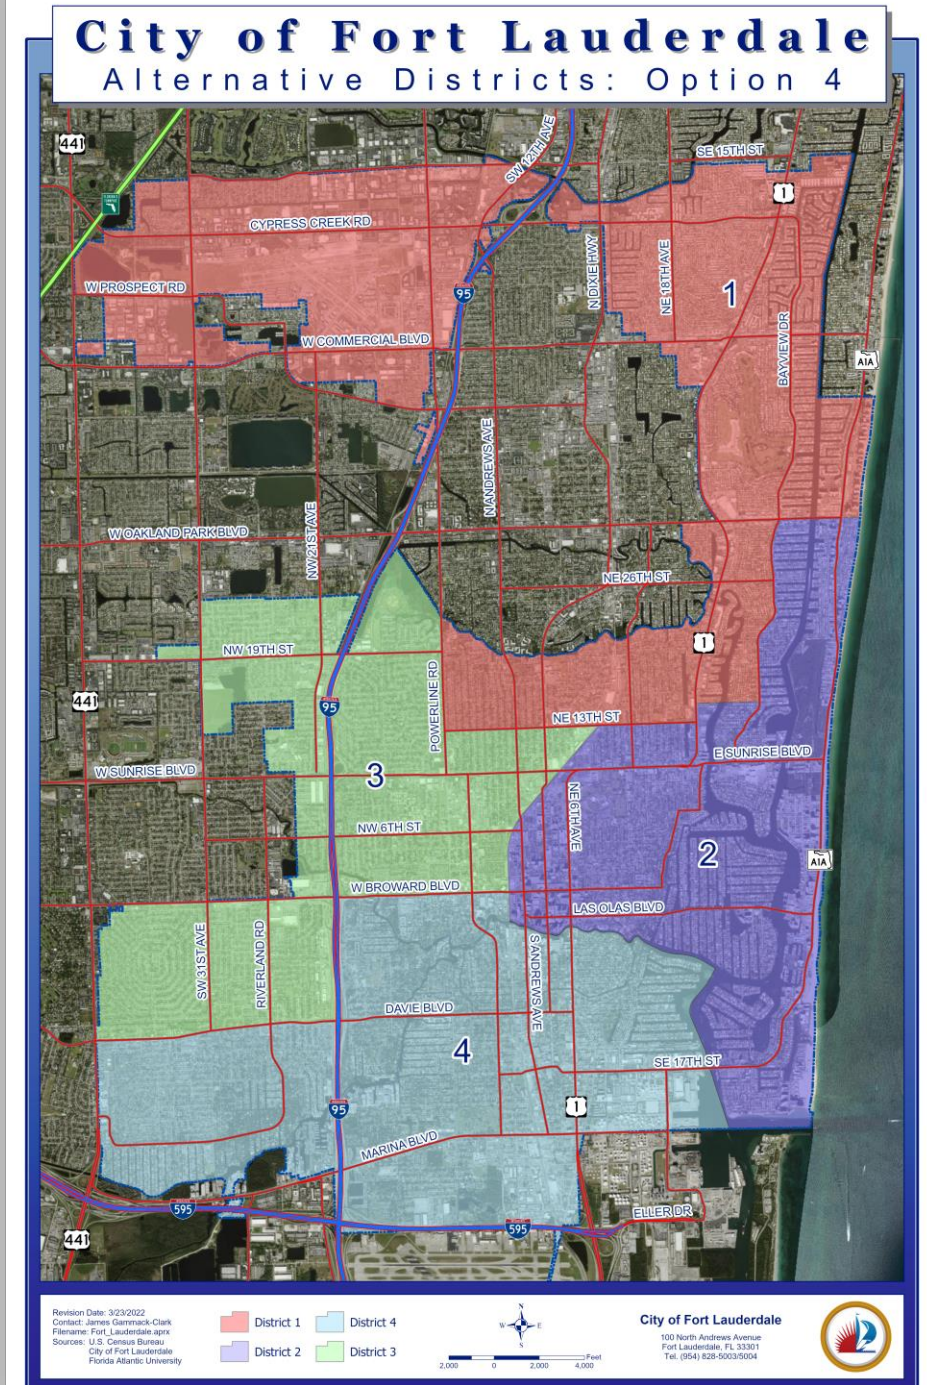 City of Fort Lauderdale
Alternative Districts: Option 4
441
SW 12TH AVE
SE 15TH ST
1
CYPRESS CREEK RD
N DIXIE HWY
NE 18TH AVE
W PROSPECT RD
95
1
BAYVIEW DR
W COMMERCIAL BLVD
A1A
N ANDREWS AVE
W OAKLAND PARK BLVD
NW 21ST AVE
NE 26TH ST
NW 19TH ST
1
441
95
POWERLINE RD
NE 13TH ST
W SUNRISE BLVD
3
E SUNRISE BLVD
NE 6TH AVE
NW 6TH ST
2
A1A
W BROWARD BLVD
LAS OLAS BLVD
SW 31ST AVE
RIVERLAND RD
S ANDREWS AVE
DAVIE BLVD
4
SE 17TH ST
95
1
MARINA BLVD
595
ELLER DR
441
595
Revision Date: 3/23/2022
Contact: James Gammack-Clark
Filename: Fort_Lauderdale.aprx
Sources: U.S. Census Bureau
City of Fort Lauderdale
Florida Atlantic University
District 1
District 4
District 2
District 3
N
W E
S
Feet
2,000 0 2,000 4,000
City of Fort Lauderdale
100 North Andrews Avenue
Fort Lauderdale, FL 33301
Tel. (954) 828-5003/5004